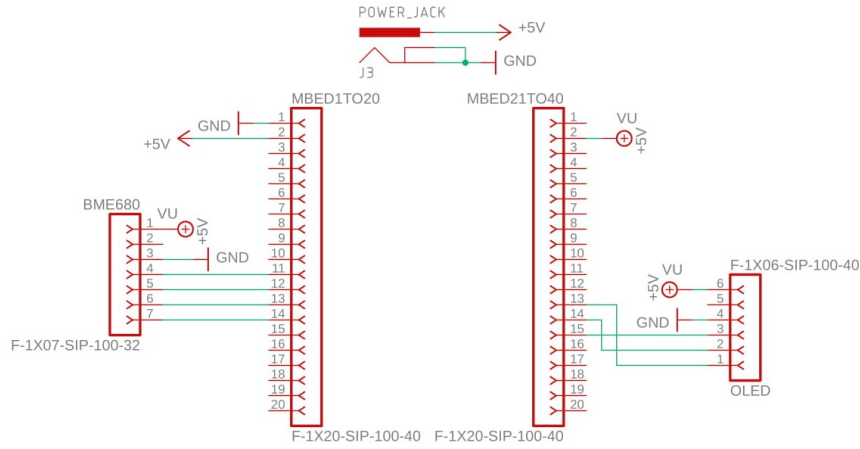 POWER_JACK
+5V
GND
J3
MBED1TO20
MBED21TO40
GND
+5V
1
2
3
4
5
6
7
8
9
10
11
12
13
14
15
16
17
18
19
20
F-1X20-SIP-100-40
1
2
3
4
5
6
7
8
9
10
11
12
13
14
15
16
17
18
19
20
F-1X20-SIP-100-40
VU
+5V
BME680
VU
+5V
GND
1
2
3
4
5
6
7
F-1X07-SIP-100-32
F-1X06-SIP-100-40
VU
+5V
GND
6
5
4
3
2
1
OLED